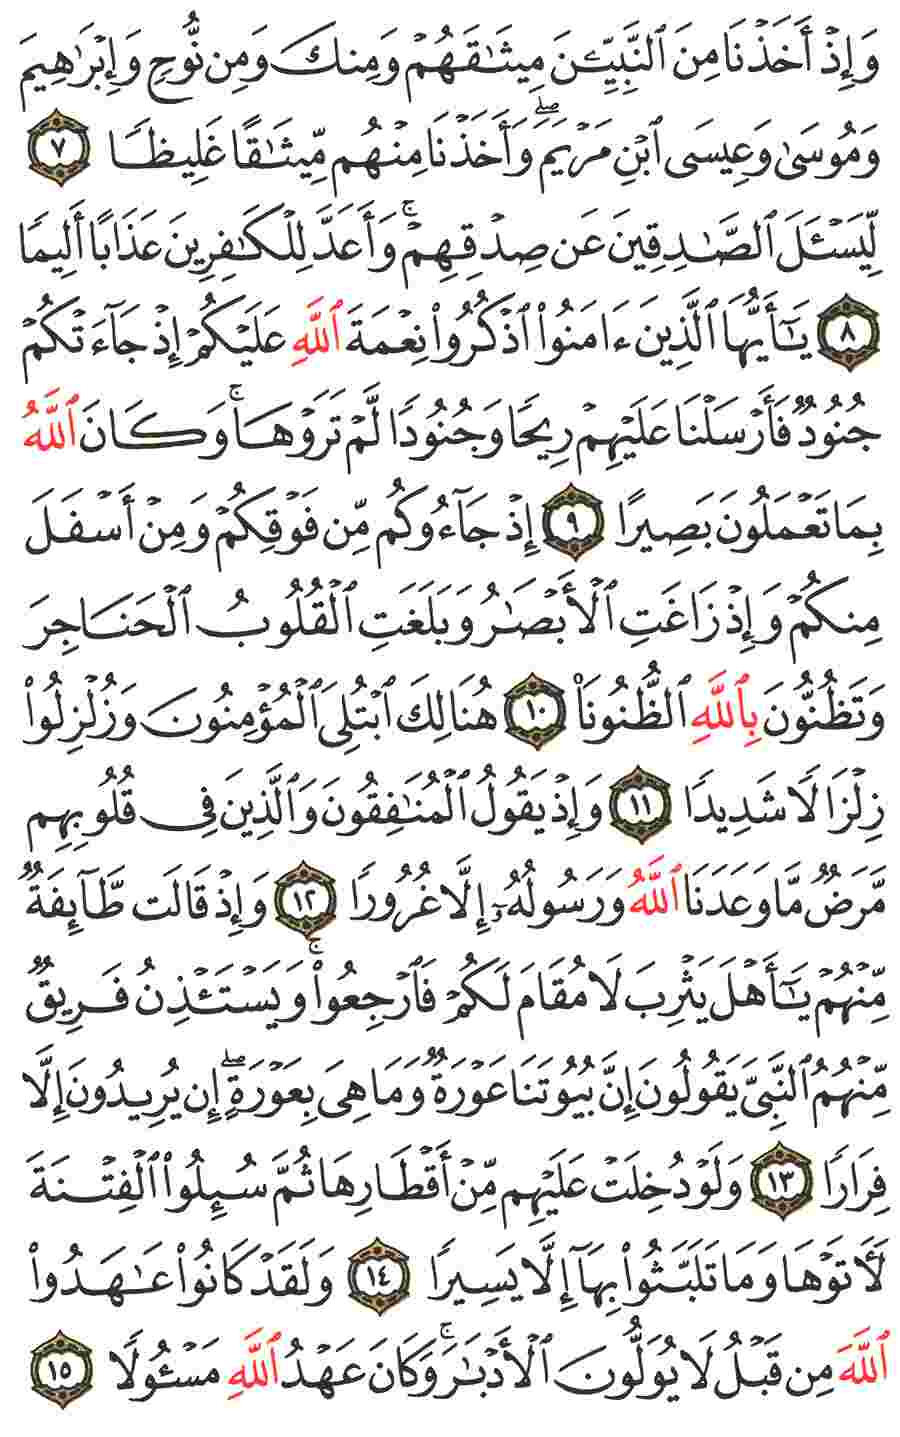 وَإِذْ أَخَذْنَا مِنَ ٱلنَّبِيِّـۧنَ مِيثَٰقَهُمْ وَمِنكَ وَمِن نُّوحٍ وَإِبْرَٰهِيمَ
وَمُوسَىٰ وَعِيسَى ٱبْنِ مَرْيَمَۖ وَأَخَذْنَا مِنْهُم مِّيثَٰقًا غَلِيظًا ٧
لِّيَسْـَٔلَ ٱلصَّٰدِقِينَ عَن صِدْقِهِمْۚ وَأَعَدَّ لِلْكَٰفِرِينَ عَذَابًا أَلِيمًا
٨ يَٰٓأَيُّهَا ٱلَّذِينَ ءَامَنُوا۟ ٱذْكُرُوا۟ نِعْمَةَ ٱللَّهِ عَلَيْكُمْ إِذْ جَآءَتْكُمْ
جُنُودٌ فَأَرْسَلْنَا عَلَيْهِمْ رِيحًا وَجُنُودًا لَّمْ تَرَوْهَاۚ وَكَانَ ٱللَّهُ
بِمَا تَعْمَلُونَ بَصِيرًا ٩ إِذْ جَآءُوكُم مِّن فَوْقِكُمْ وَمِنْ أَسْفَلَ
مِنكُمْ وَإِذْ زَاغَتِ ٱلْأَبْصَٰرُ وَبَلَغَتِ ٱلْقُلُوبُ ٱلْحَنَاجِرَ
وَتَظُنُّونَ بِٱللَّهِ ٱلظُّنُونَا۠ ١٠ هُنَالِكَ ٱبْتُلِىَ ٱلْمُؤْمِنُونَ وَزُلْزِلُوا۟
زِلْزَالًا شَدِيدًا ١١ وَإِذْ يَقُولُ ٱلْمُنَٰفِقُونَ وَٱلَّذِينَ فِى قُلُوبِهِم
مَّرَضٌ مَّا وَعَدَنَا ٱللَّهُ وَرَسُولُهُۥٓ إِلَّا غُرُورًا ١٢ وَإِذْ قَالَت طَّآئِفَةٌ
مِّنْهُمْ يَٰٓأَهْلَ يَثْرِبَ لَا مُقَامَ لَكُمْ فَٱرْجِعُوا۟ۚ وَيَسْتَـْٔذِنُ فَرِيقٌ
مِّنْهُمُ ٱلنَّبِىَّ يَقُولُونَ إِنَّ بُيُوتَنَا عَوْرَةٌ وَمَا هِىَ بِعَوْرَةٍۖ إِن يُرِيدُونَ إِلَّا
فِرَارًا ١٣ وَلَوْ دُخِلَتْ عَلَيْهِم مِّنْ أَقْطَارِهَا ثُمَّ سُئِلُوا۟ ٱلْفِتْنَةَ
لَـَٔاتَوْهَا وَمَا تَلَبَّثُوا۟ بِهَآ إِلَّا يَسِيرًا ١٤ وَلَقَدْ كَانُوا۟ عَٰهَدُوا۟
ٱللَّهَ مِن قَبْلُ لَا يُوَلُّونَ ٱلْأَدْبَٰرَۚ وَكَانَ عَهْدُ ٱللَّهِ مَسْـُٔولًا ١٥